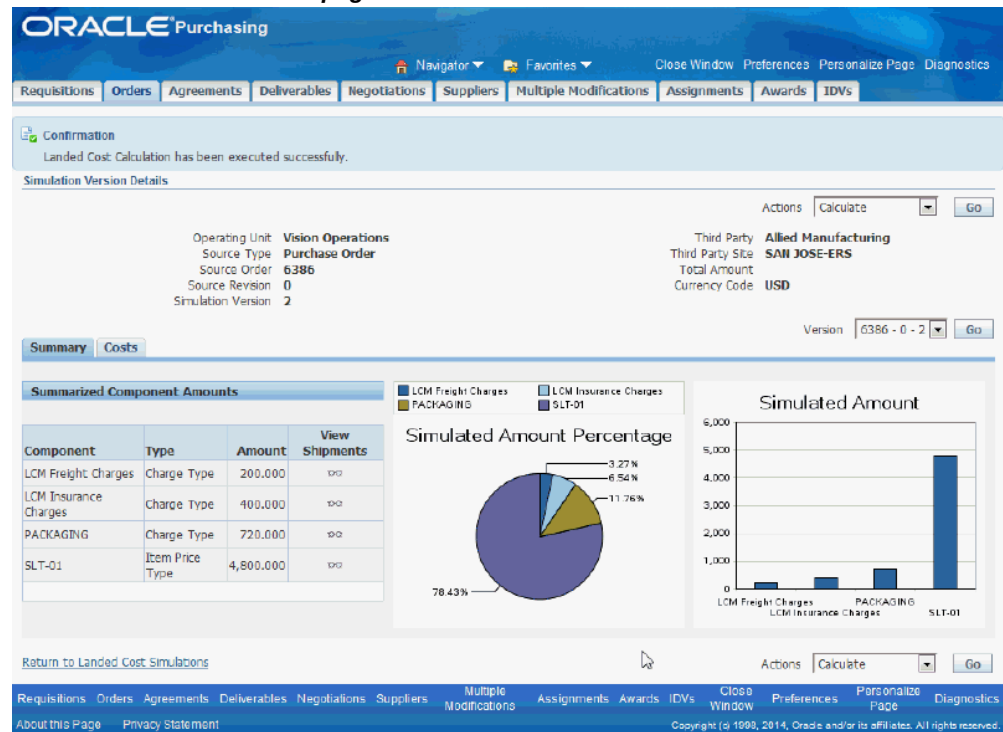 page
ORACLE Purchasing
Navigator Favorites Close Window Preferences Personalize Page Diagnostics
Requisitions Orders Agreements Deliverables Negotiations Suppliers Multiple Modifications Assignments Awards IDVs
Confirmation
Landed Cost Calculation has been executed successfully.
Simulation Version Details
Actions Calculate Go
Operating Unit Vision Operations
Source Type Purchase Order
Source Order 6386
Source Revision 0
Simulation Version 2
Third Party Allied Manufacturing
Third Party Site SAN JOSE-ERS
Total Amount
Currency Code USD
Version 6386 - 0 - 2 Go
Summary Costs
Summarized Component Amounts
Component Type Amount View Shipments
LCM Freight Charges Charge Type 200.000
LCM Insurance Charges Charge Type 400.000
PACKAGING Charge Type 720.000
SLT-01 Item Price Type 4,800.000
LCM Freight Charges LCM Insurance Charges
PACKAGING SLT-01
Simulated Amount Percentage
3.27%
6.54%
11.76%
78.43%
Simulated Amount
6,000
5,000
4,000
3,000
2,000
1,000
0
LCM Freight Charges PACKAGING
LCM Insurance Charges SLT-01
Return to Landed Cost Simulations
Actions Calculate Go
Requisitions Orders Agreements Deliverables Negotiations Suppliers Multiple Modifications Assignments Awards IDVs Close Window Preferences Personalize Page Diagnostics
About this Page Privacy Statement
Copyright (c) 1998, 2014, Oracle and/or its affiliates. All rights reserved.